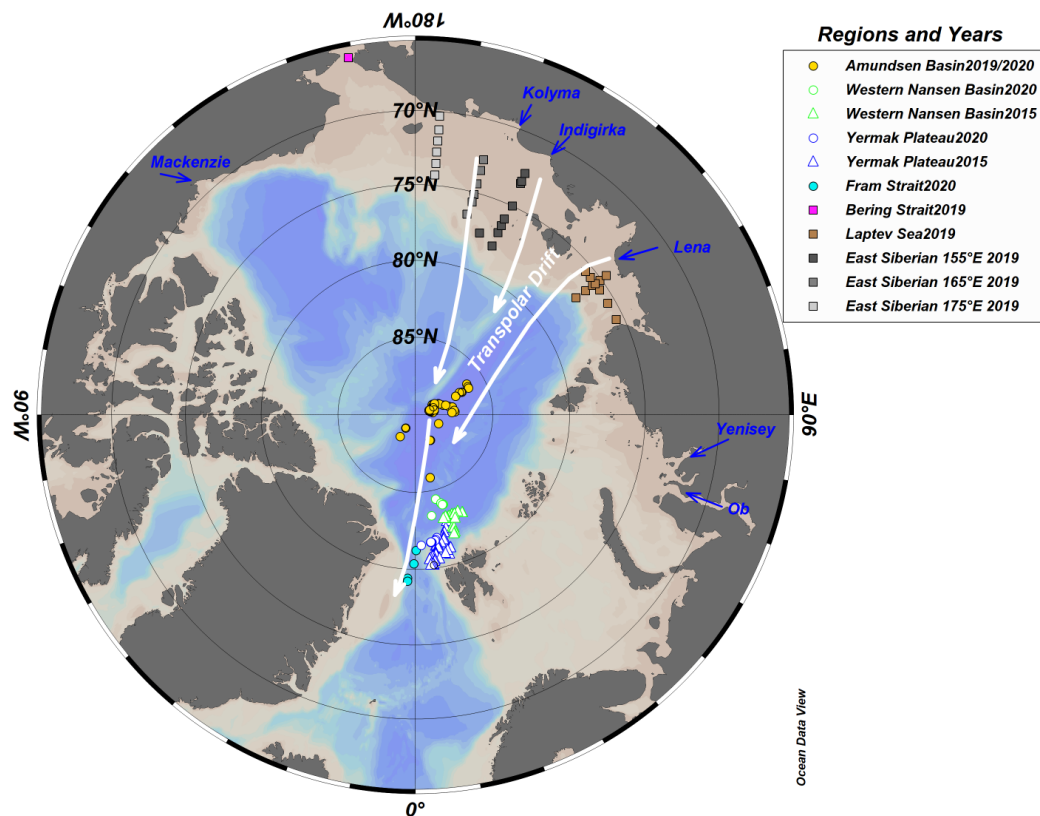 180°W
70°N
75°N
80°N
85°N
90°W
90°E
0°
Kolyma
Indigirka
Mackenzie
Lena
Yenisey
Ob
Transpolar Drift
Ocean Data View
Regions and Years
Amundsen Basin2019/2020
Western Nansen Basin2020
Western Nansen Basin2015
Yermak Plateau2020
Yermak Plateau2015
Fram Strait2020
Bering Strait2019
Laptev Sea2019
East Siberian 155°E 2019
East Siberian 165°E 2019
East Siberian 175°E 2019